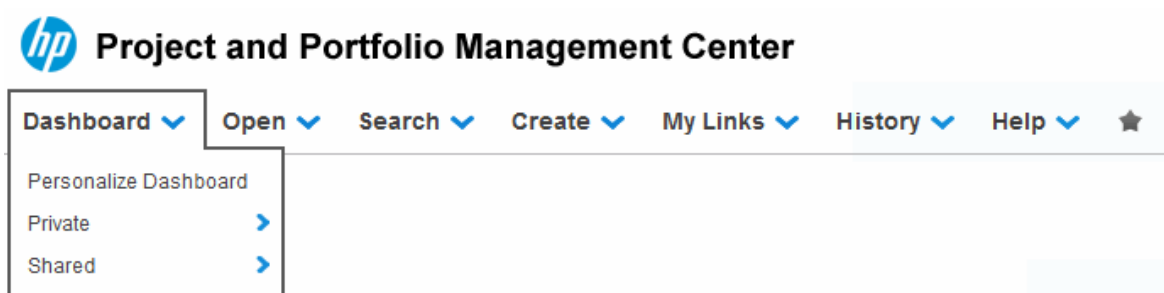 hp Project and Portfolio Management Center
Dashboard Open Search Create My Links History Help
Personalize Dashboard
Private
Shared